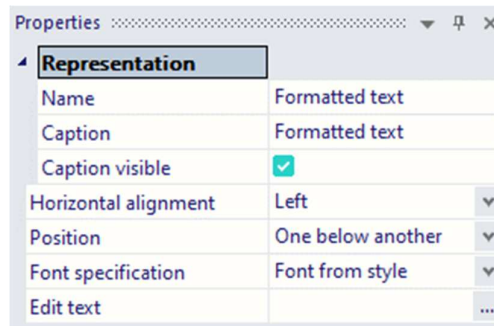 Properties
Representation
Name Formatted text
Caption Formatted text
Caption visible
Horizontal alignment Left
Position One below another
Font specification Font from style
Edit text ...